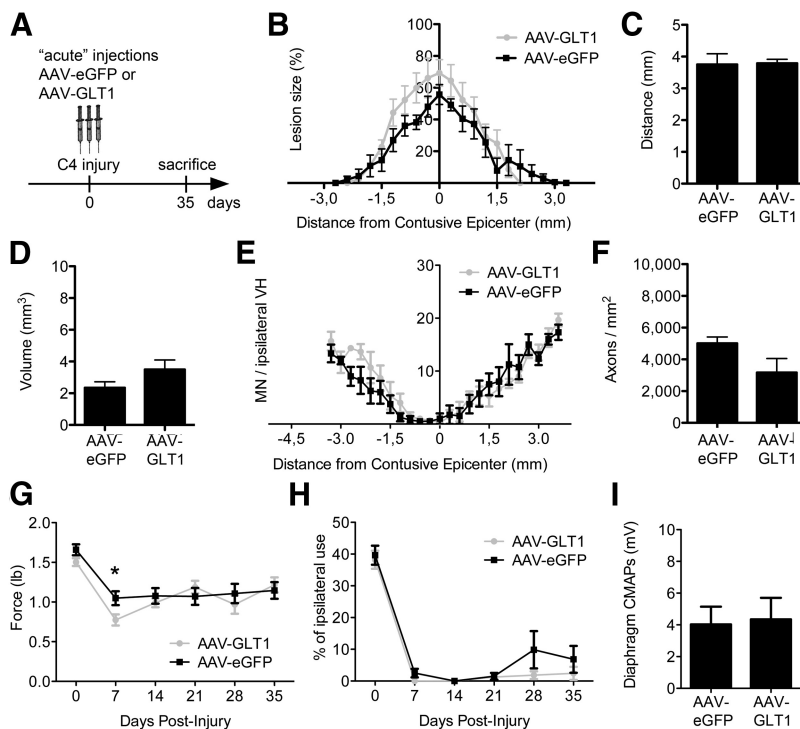 A
"acute" injections
AAV-eGFP or
AAV-GLT1
C4 injury
sacrifice
0
35
days
B
Lesion size (%)
100
80
60
40
20
AAV-GLT1
AAV-eGFP
-3,0
-1,5
0
1,5
3.0
Distance from Contusive Epicenter (mm)
C
Distance (mm)
5
4
3
2
1
0
AAV-
eGFP
AAV-
GLT1
D
Volume (mm3)
10
8
6
4
2
0
AAV-
eGFP
AAV-
GLT1
E
MN / ipsilateral VH
30
20
10
AAV-GLT1
AAV-eGFP
-4,5
-3.0
-1,5
0
1,5
3.0
Distance from Contusive Epicenter (mm)
F
Axons / mm2
10,000
8,000
6,000
4,000
2,000
0
AAV-
eGFP
AAV-
GLT1
G
Force (lb)
2.0
1.5
1.0
0.5
0.0
*
AAV-GLT1
AAV-eGFP
0 7 14 21 28 35
Days Post-Injury
H
% of ipsilateral use
50
40
30
20
10
0
AAV-GLT1
AAV-eGFP
0 7 14 21 28 35
Days Post-Injury
I
Diaphragm CMAPs (mV)
10
8
6
4
2
0
AAV-
eGFP
AAV-
GLT1